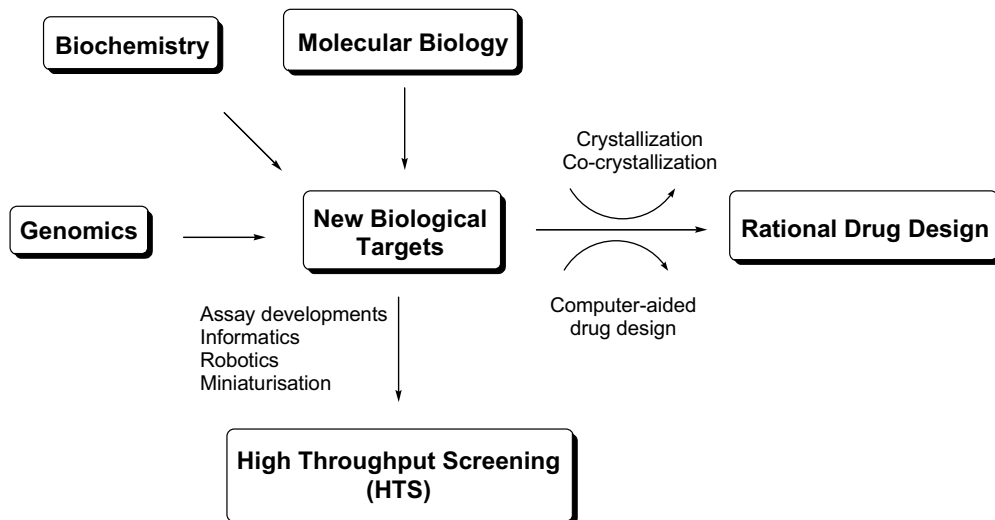 Biochemistry
Molecular Biology
Crystallization
Co-crystallization
Genomics
New Biological
Targets
Rational Drug Design
Computer-aided
drug design
Assay developments
Informatics
Robotics
Miniaturisation
High Throughput Screening
(HTS)